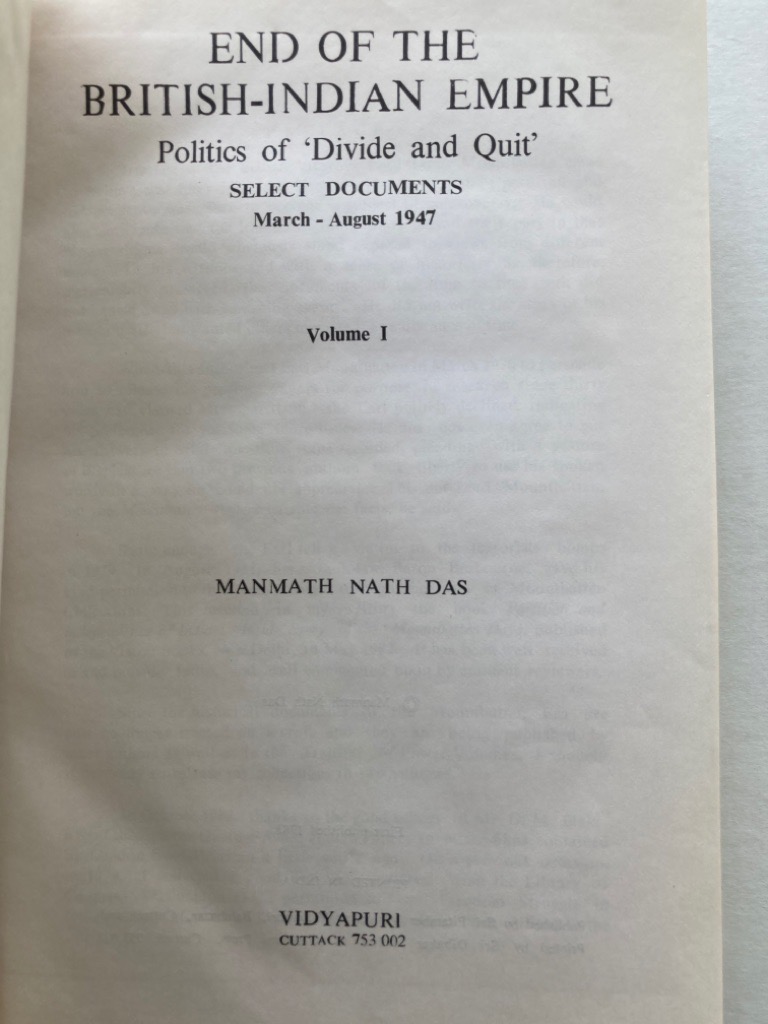 END OF THE
BRITISH-INDIAN EMPIRE
Politics of ‘Divide and Quit’
SELECT DOCUMENTS
March - August 1947
Volume I
MANMATH NATH DAS
VIDYAPURI
CUTTACK 753 002